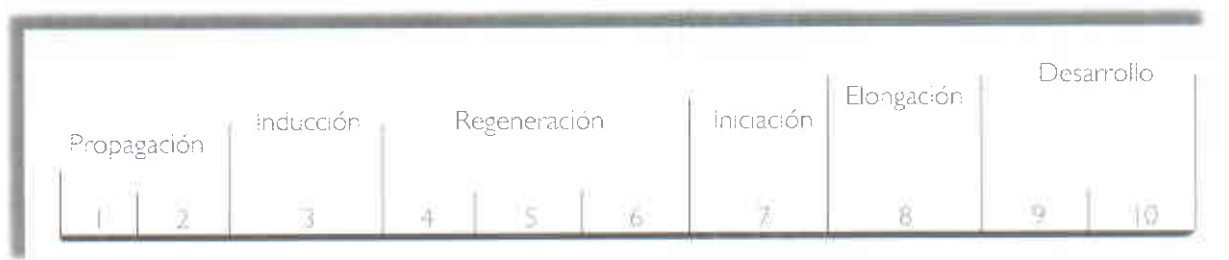 Desarrollo
Elongación
Inducción Regeneración Iniciación
Propagación
1 2 3 4 5 6 7 8 9 10